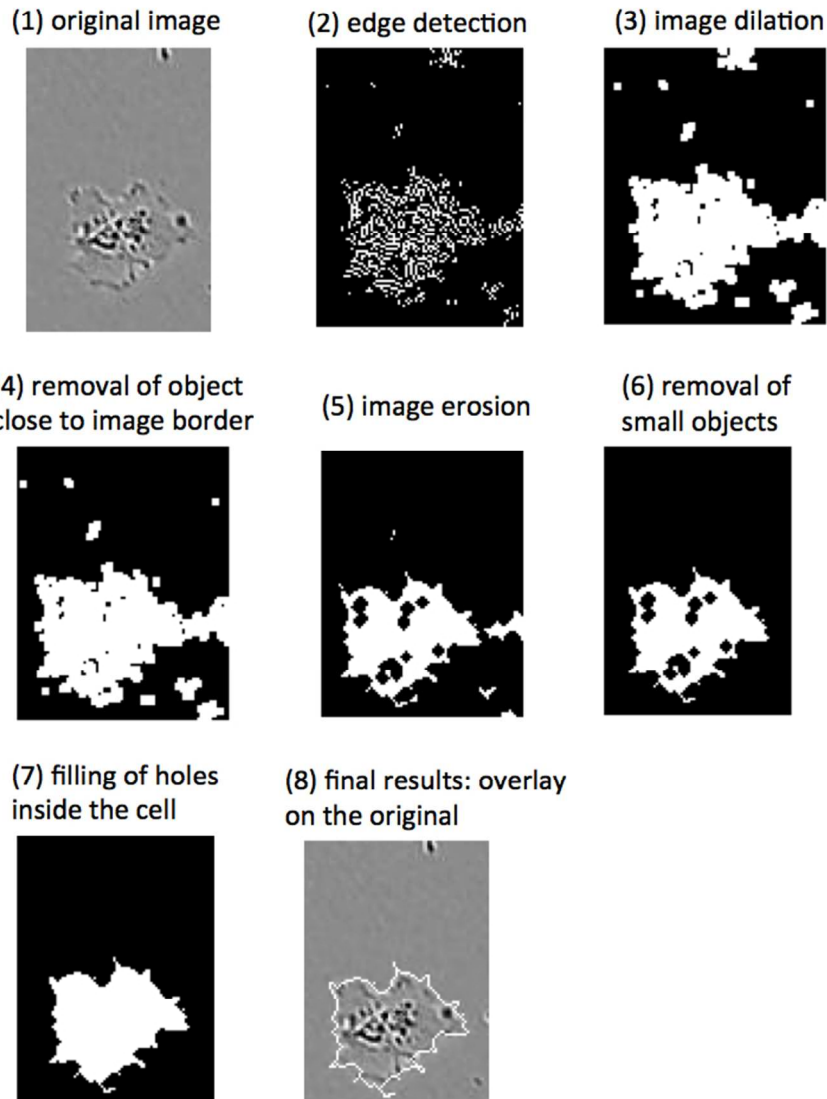 (1) original image
(2) edge detection
(3) image dilation
4) removal of object
close to image border
(5) image erosion
(6) removal of
small objects
(7) filling of holes
inside the cell
(8) final results: overlay
on the original